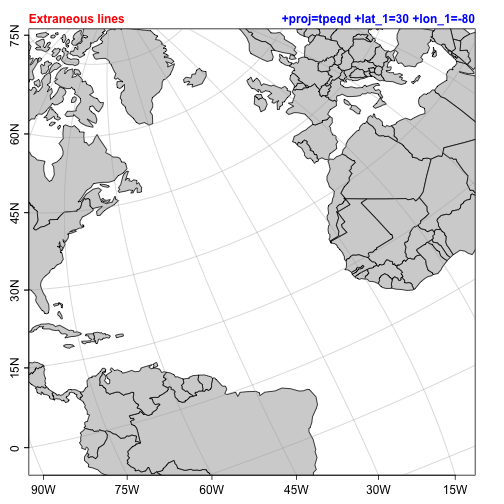 Extraneous lines +proj=tpeqd +lat_1=30 +lon_1=-80
75N
60N
45N
30N
15N
0
90W 75W 60W 45W 30W 15W